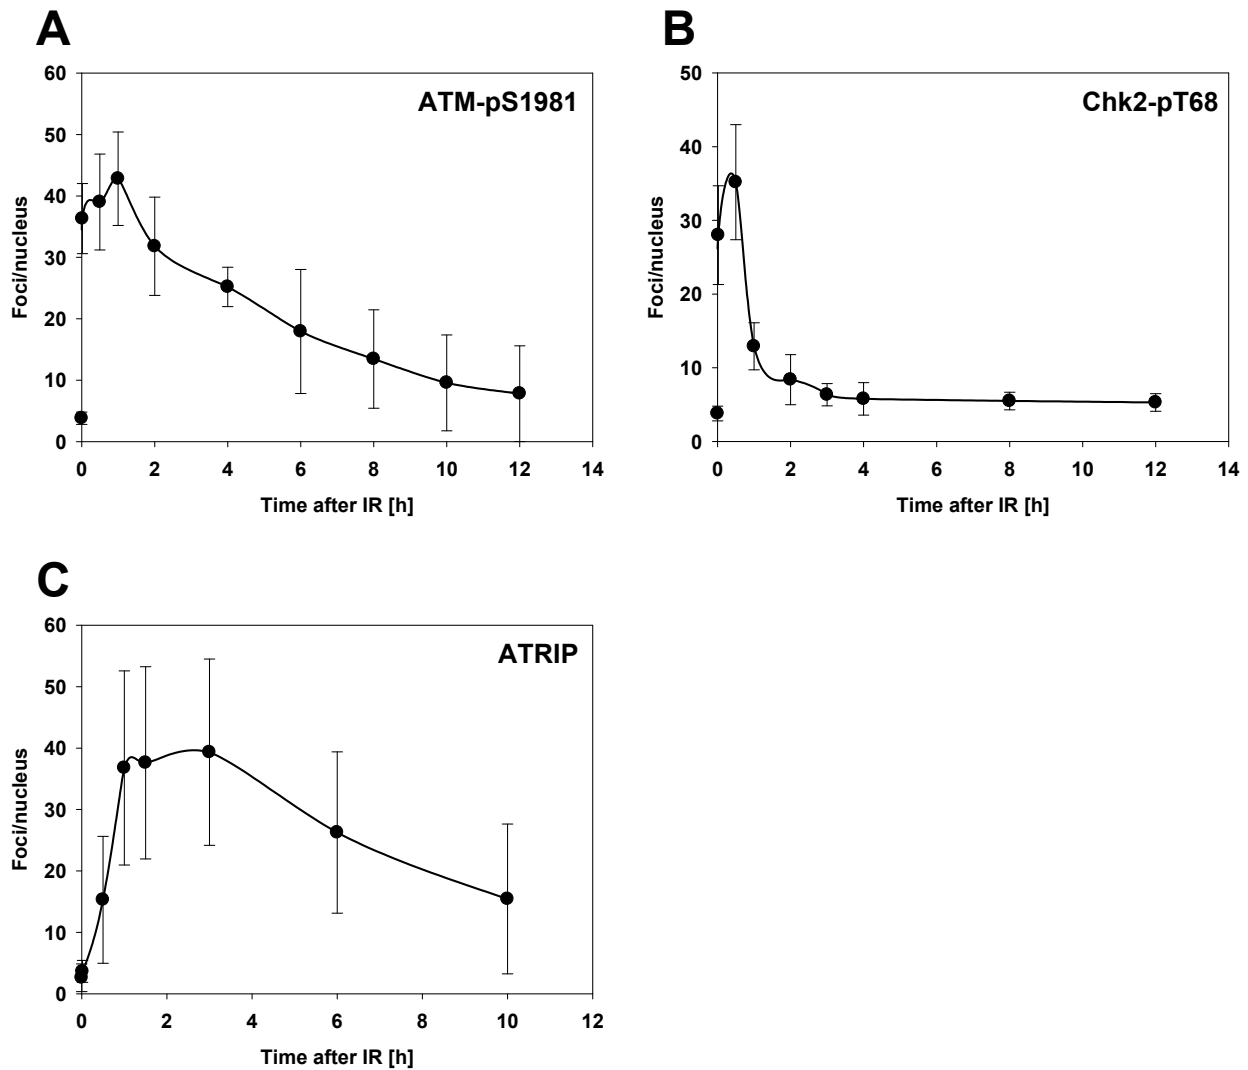 A
ATM-pS1981
Foci/nucleus
60
50
40
30
20
10
0
0 2 4 6 8 10 12 14
Time after IR [h]
B
Chk2-pT68
Foci/nucleus
50
40
30
20
10
0
0 2 4 6 8 10 12 14
Time after IR [h]
C
ATRIP
Foci/nucleus
60
50
40
30
20
10
0
0 2 4 6 8 10 12
Time after IR [h]